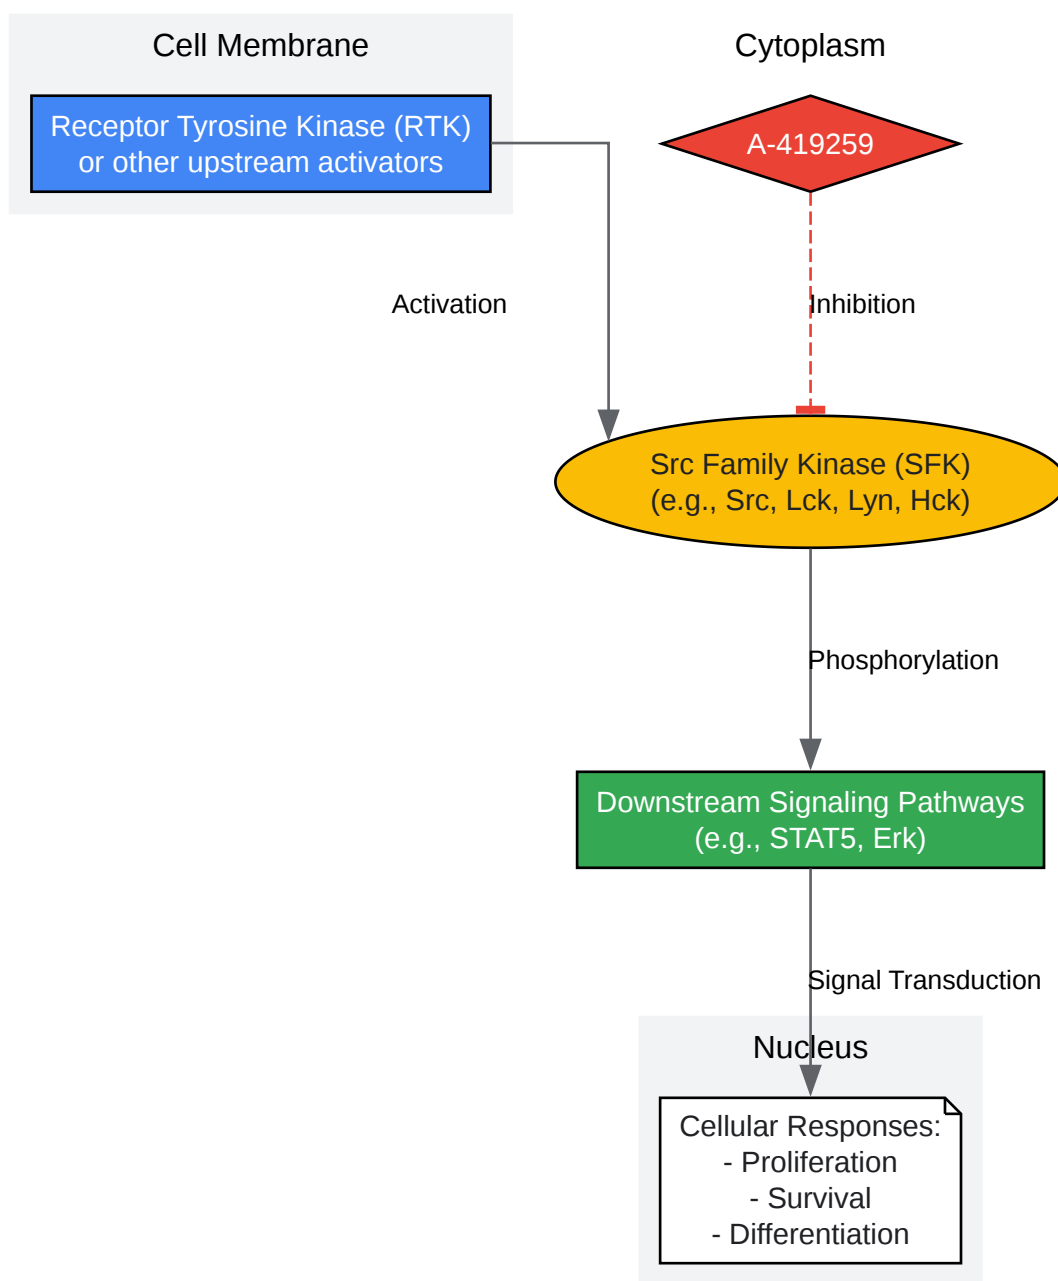 Cell Membrane
Cytoplasm
Receptor Tyrosine Kinase (RTK)
or other upstream activators
A-419259
Activation
Inhibition
Src Family Kinase (SFK)
(e.g., Src, Lck, Lyn, Hck)
Phosphorylation
Downstream Signaling Pathways
(e.g., STAT5, Erk)
Signal Transduction
Nucleus
Cellular Responses:
- Proliferation
- Survival
- Differentiation